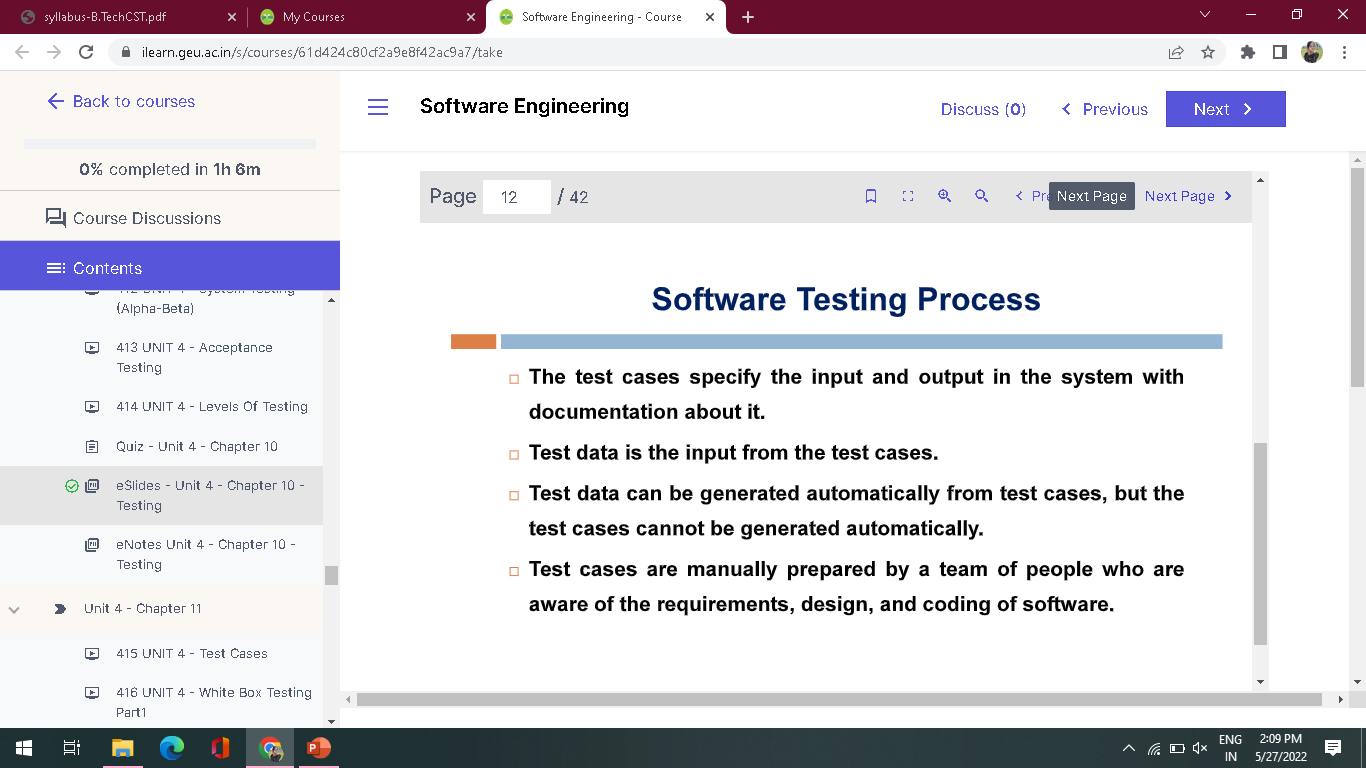 syllabus-B.TechCST.pdf
My Courses
Software Engineering - Course
ilearn.geu.ac.in/s/courses/61d424c80cf2a9e8f42ac9a7/take
Back to courses
0% completed in 1h 6m
Course Discussions
Contents
412 UNIT 4 - System Testing
(Alpha-Beta)
413 UNIT 4 - Acceptance
Testing
414 UNIT 4 - Levels Of Testing
Quiz - Unit 4 - Chapter 10
eSlides - Unit 4 - Chapter 10 -
Testing
eNotes Unit 4 - Chapter 10 -
Testing
Unit 4 - Chapter 11
415 UNIT 4 - Test Cases
416 UNIT 4 - White Box Testing
Part1
Software Engineering
Discuss (0)
Previous
Next
Page 12 / 42
Pre
Next Page
Next Page
Software Testing Process
The test cases specify the input and output in the system with
documentation about it.
Test data is the input from the test cases.
Test data can be generated automatically from test cases, but the
test cases cannot be generated automatically.
Test cases are manually prepared by a team of people who are
aware of the requirements, design, and coding of software.
ENG
IN
2:09 PM
5/27/2022